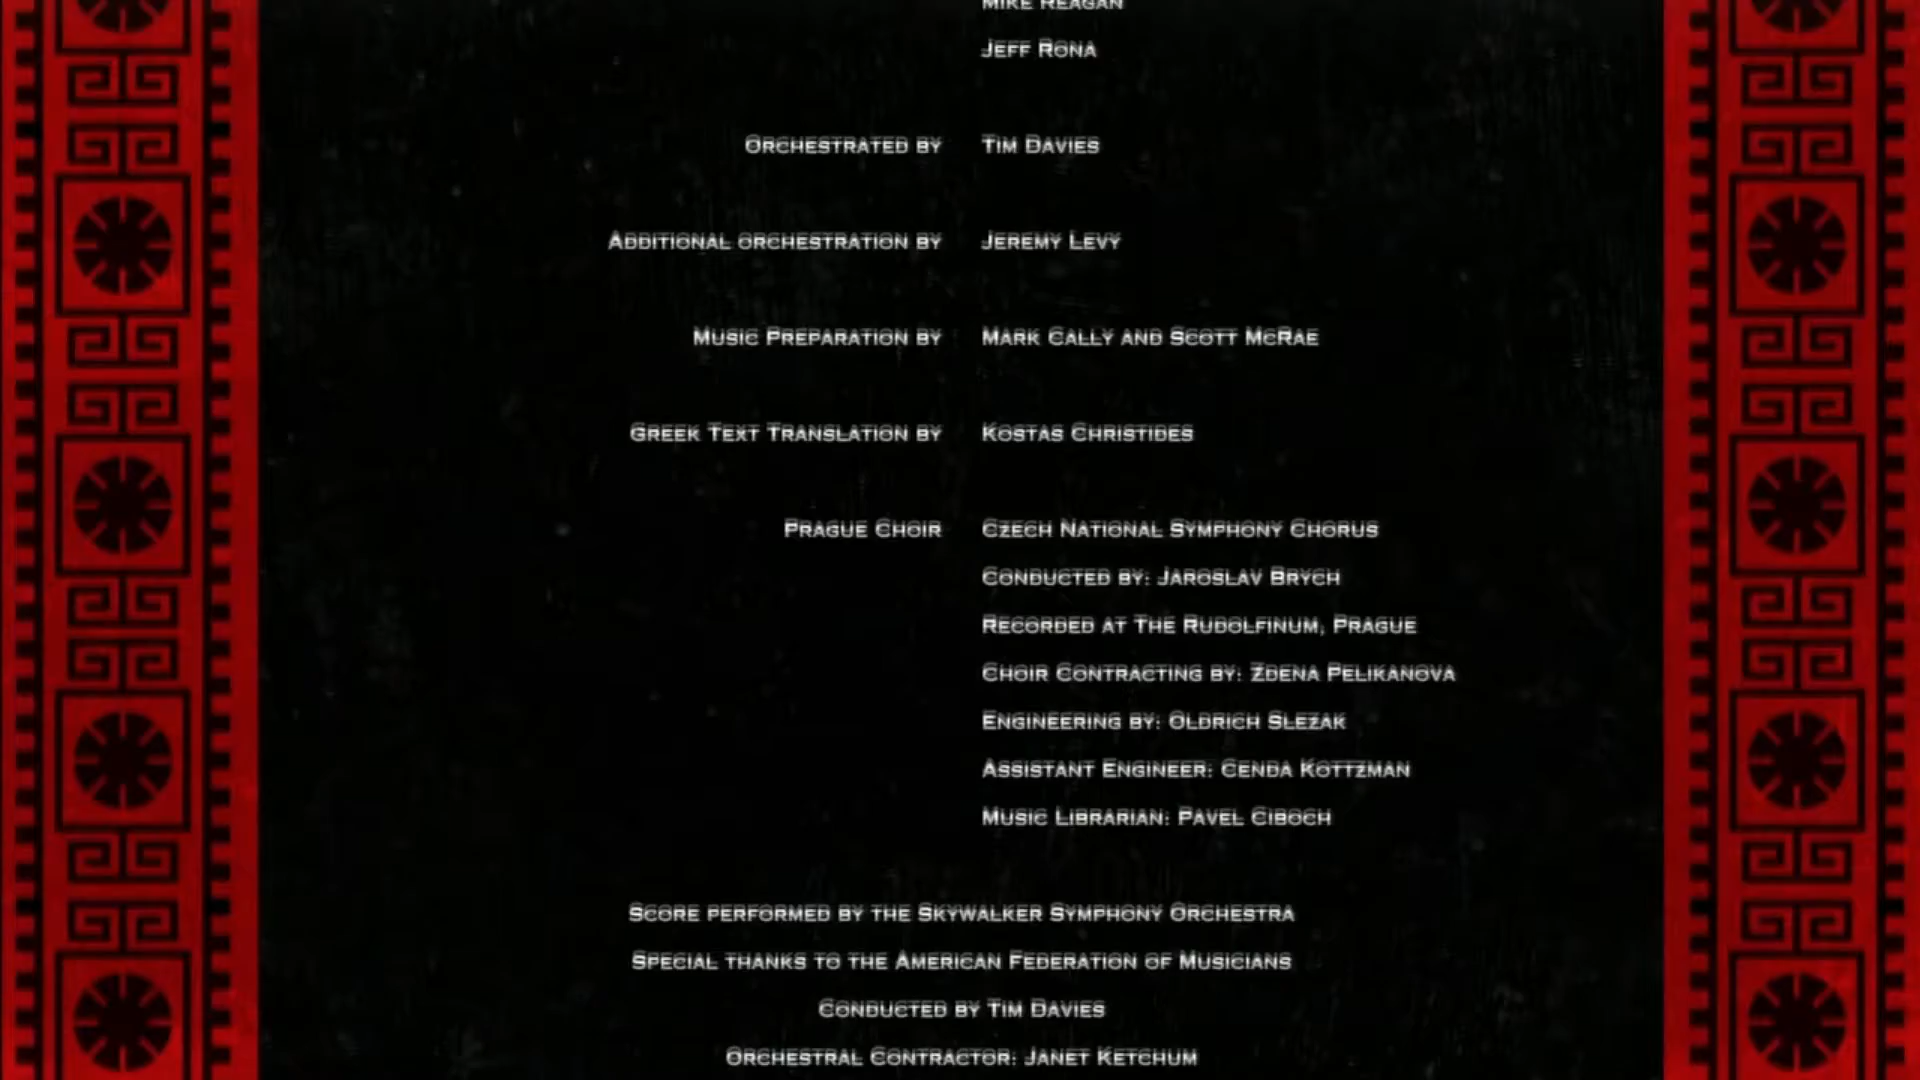 Mike Reagan
Jeff Rona
Orchestrated by Tim Davies
Additional orchestration by Jeremy Levy
Music Preparation by Mark Cally and Scott McRae
Greek Text Translation by Kostas Christides
Prague Choir Czech National Symphony Chorus
Conducted by: Jaroslav Brych
Recorded at The Rudolfinum, Prague
Choir Contracting by: Zdena Pelikanova
Engineering by: Oldrich Slezak
Assistant Engineer: Cenda Kottzman
Music Librarian: Pavel Ciboch
Score performed by the Skywalker Symphony Orchestra
Special thanks to the American Federation of Musicians
Conducted by Tim Davies
Orchestral Contractor: Janet Ketchum